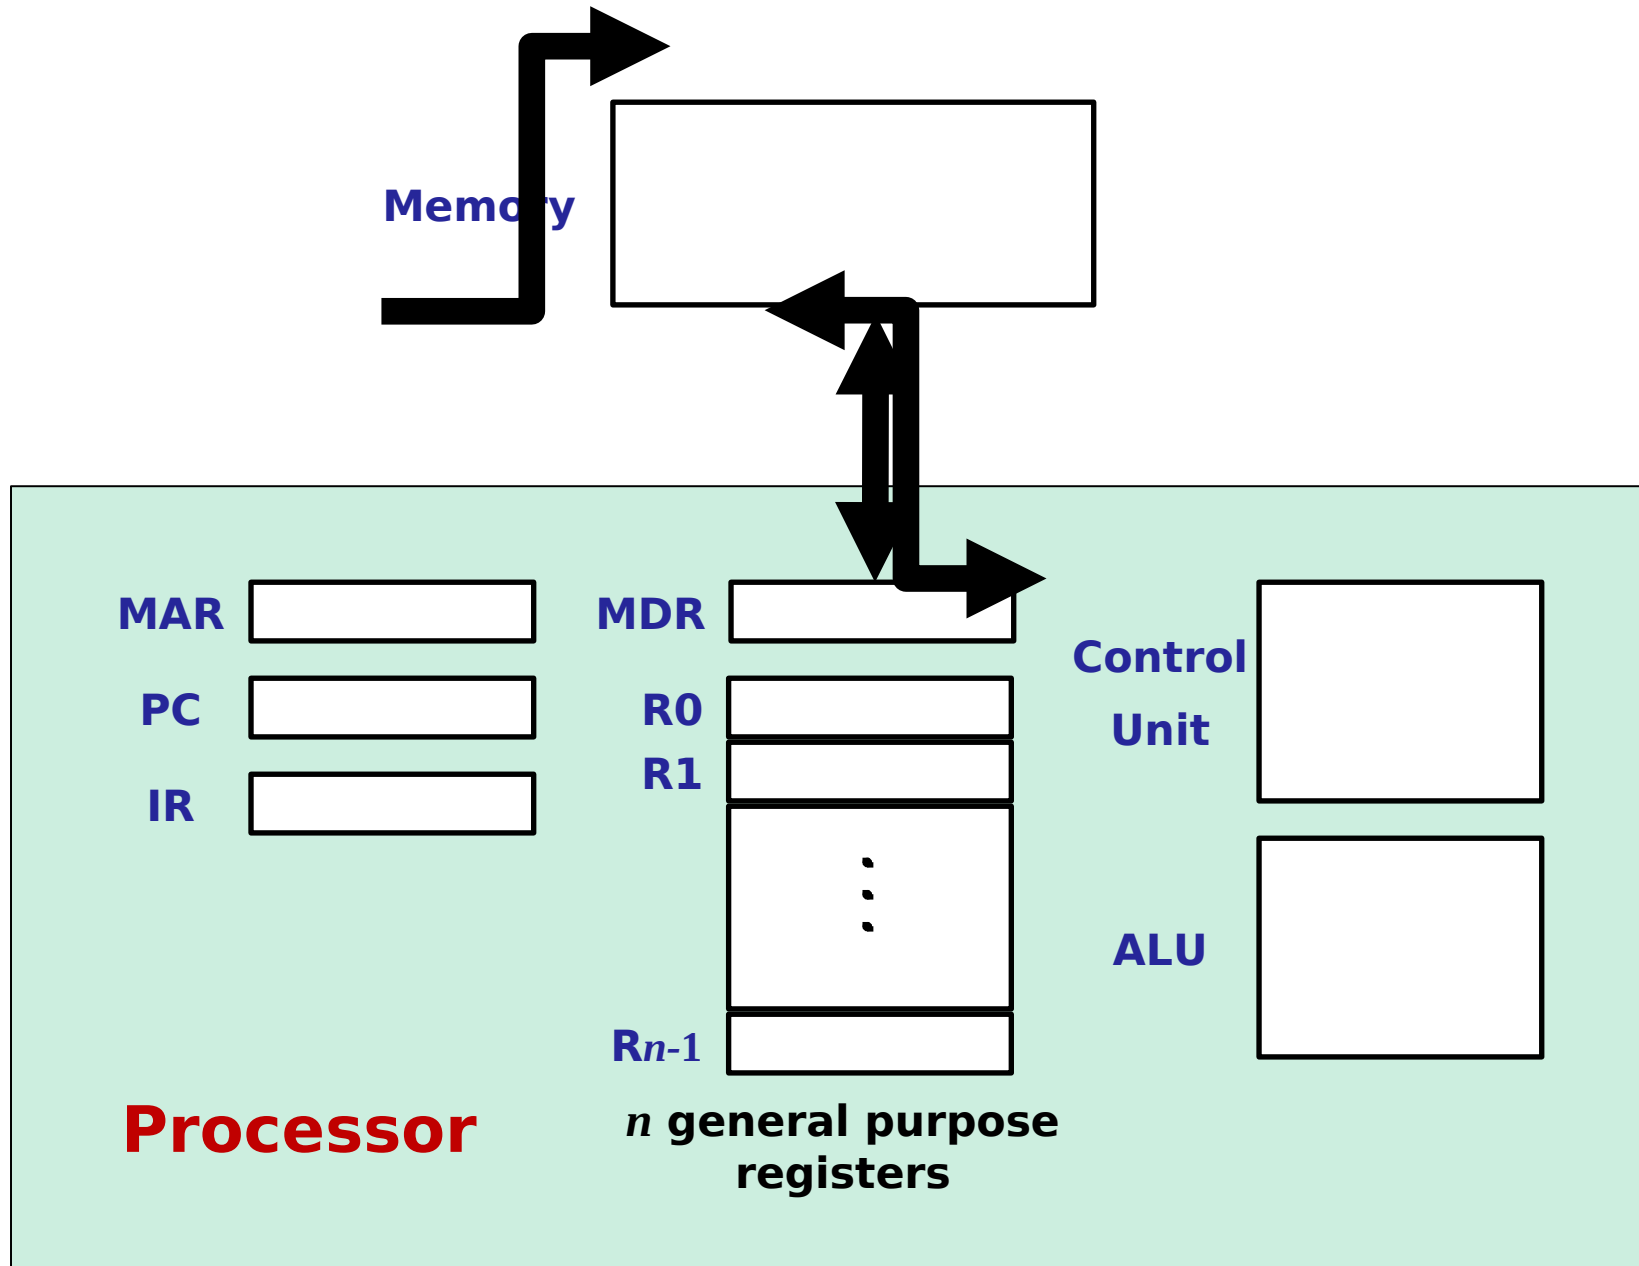 Memory
MAR
MDR
Control
Unit
PC
R0
R1
IR
ALU
Rn-1
Processor
n general purpose
registers